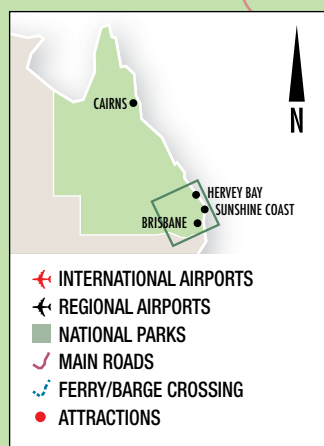 CAIRNS
N
HERVEY BAY
SUNSHINE COAST
BRISBANE
INTERNATIONAL AIRPORTS
REGIONAL AIRPORTS
NATIONAL PARKS
MAIN ROADS
FERRY/BARGE CROSSING
ATTRACTIONS